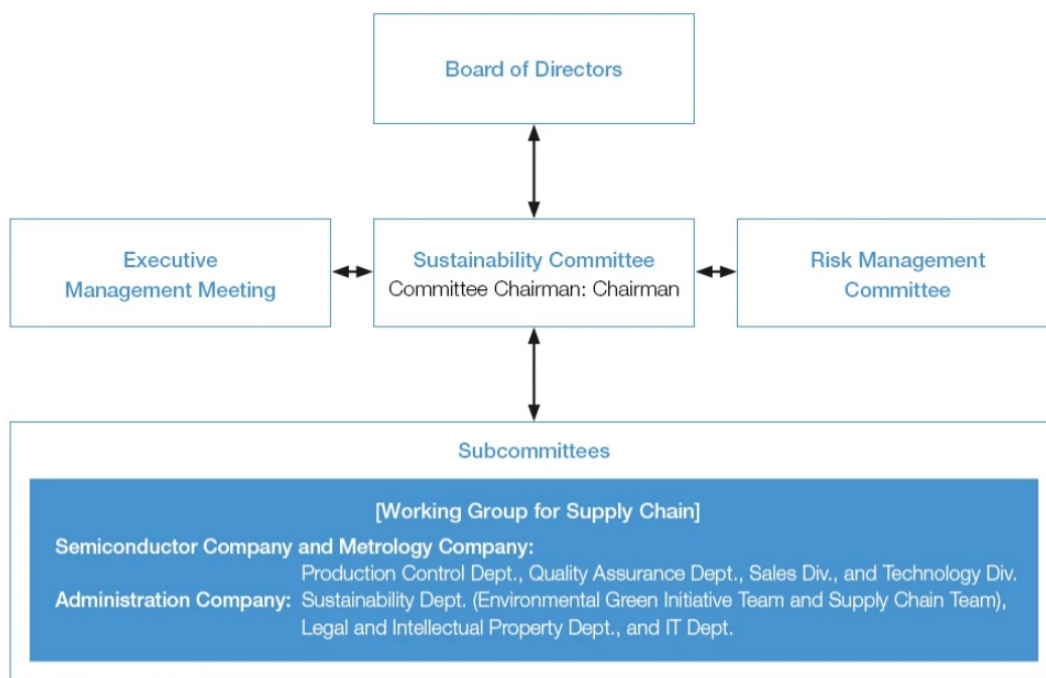 Board of Directors
Executive
Management Meeting
Sustainability Committee
Committee Chairman: Chairman
Risk Management
Committee
Subcommittees
[Working Group for Supply Chain]
Semiconductor Company and Metrology Company:
Production Control Dept., Quality Assurance Dept., Sales Div., and Technology Div.
Administration Company: Sustainability Dept. (Environmental Green Initiative Team and Supply Chain Team),
Legal and Intellectual Property Dept., and IT Dept.